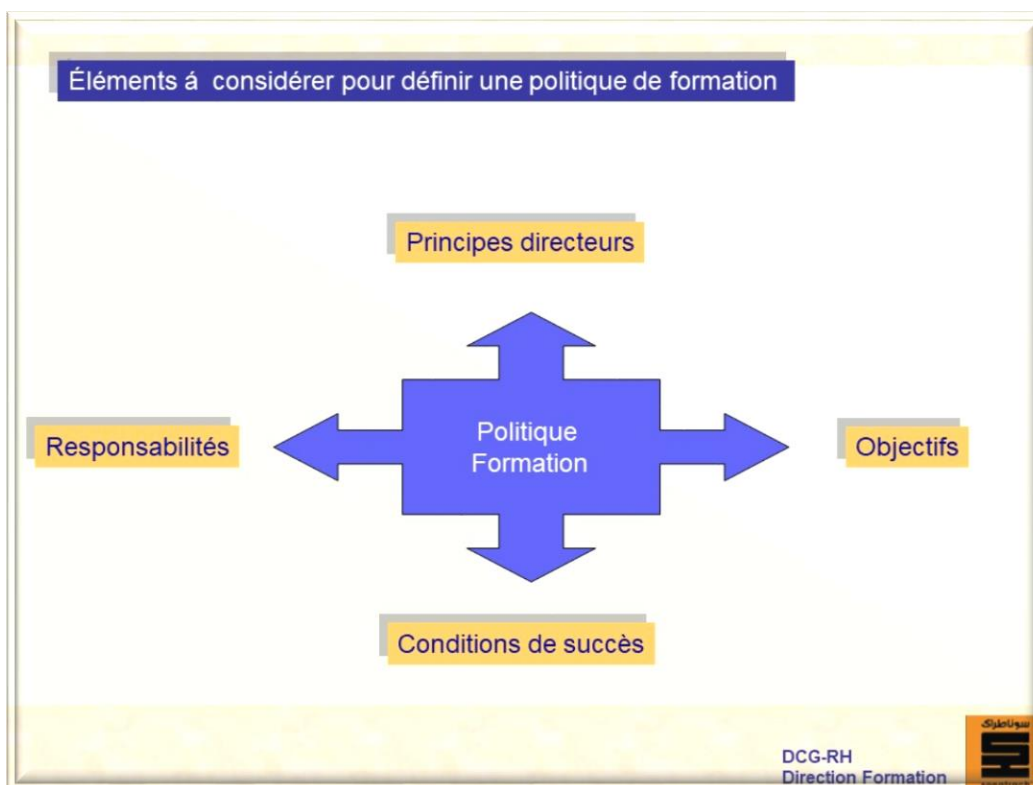 Éléments á considérer pour définir une politique de formation
Principes directeurs
Responsabilités
Politique
Formation
Objectifs
Conditions de succès
DCG-RH
Direction Formation
سوناطراك